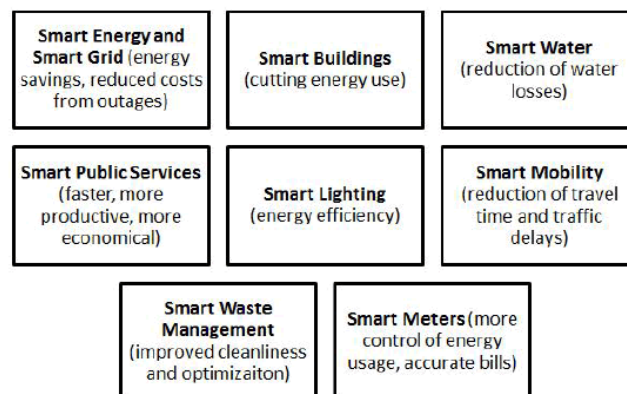 Smart Energy and
Smart Grid (energy
savings, reduced costs
from outages)
Smart Buildings
(cutting energy use)
Smart Water
(reduction of water
losses)
Smart Public Services
(faster, more
productive, more
economical)
Smart Lighting
(energy efficiency)
Smart Mobility
(reduction of travel
time and traffic
delays)
Smart Waste
Management
(improved cleanliness
and optimizaiton)
Smart Meters (more
control of energy
usage, accurate bills)